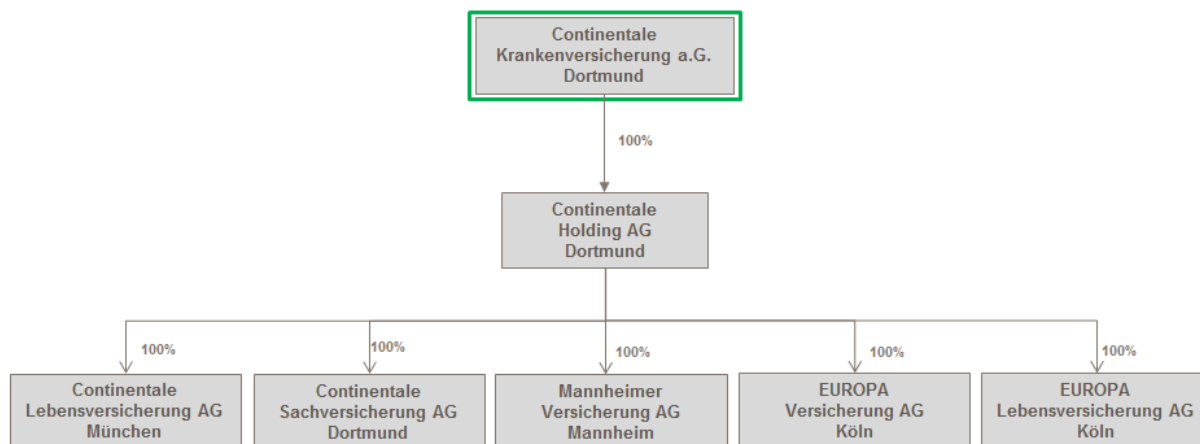 Continentale
Krankenversicherung a.G.
Dortmund
100%
Continentale
Holding AG
Dortmund
100%
100%
100%
100%
100%
Continentale
Lebensversicherung AG
München
Continentale
Sachversicherung AG
Dortmund
Mannheimer
Versicherung AG
Mannheim
EUROPA
Versicherung AG
Köln
EUROPA
Lebensversicherung AG
Köln